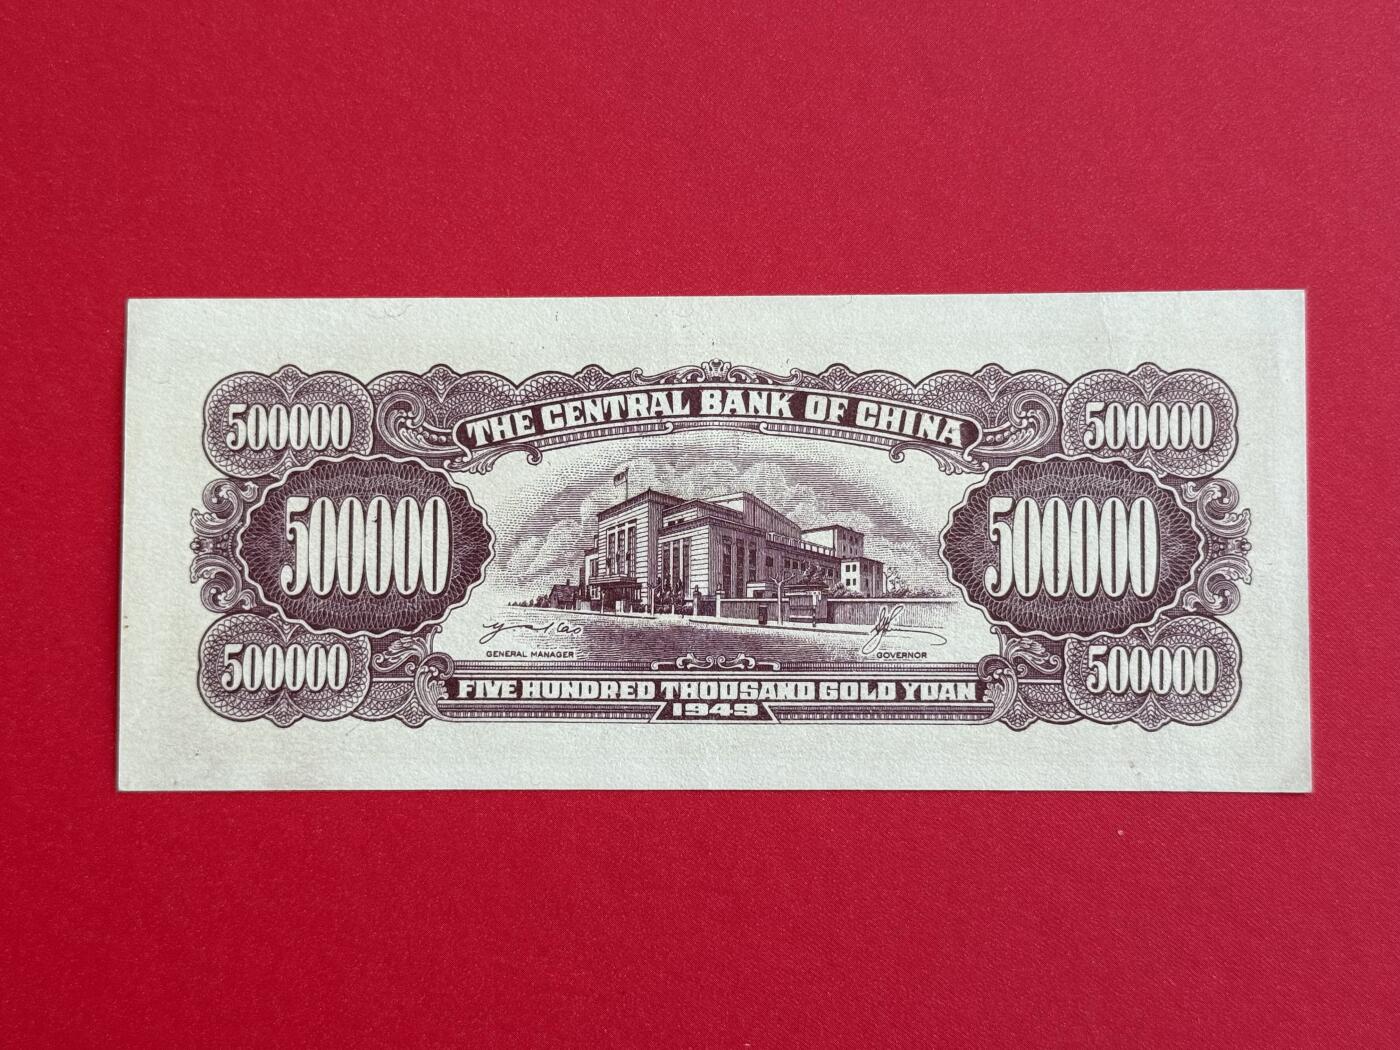 THE CENTRAL BANK OF CHINA
500000
500000
500000
500000
GENERAL MANAGER
GOVERNOR
500000
500000
FIVE HUNDRED THOUSAND GOLD YUAN
1949